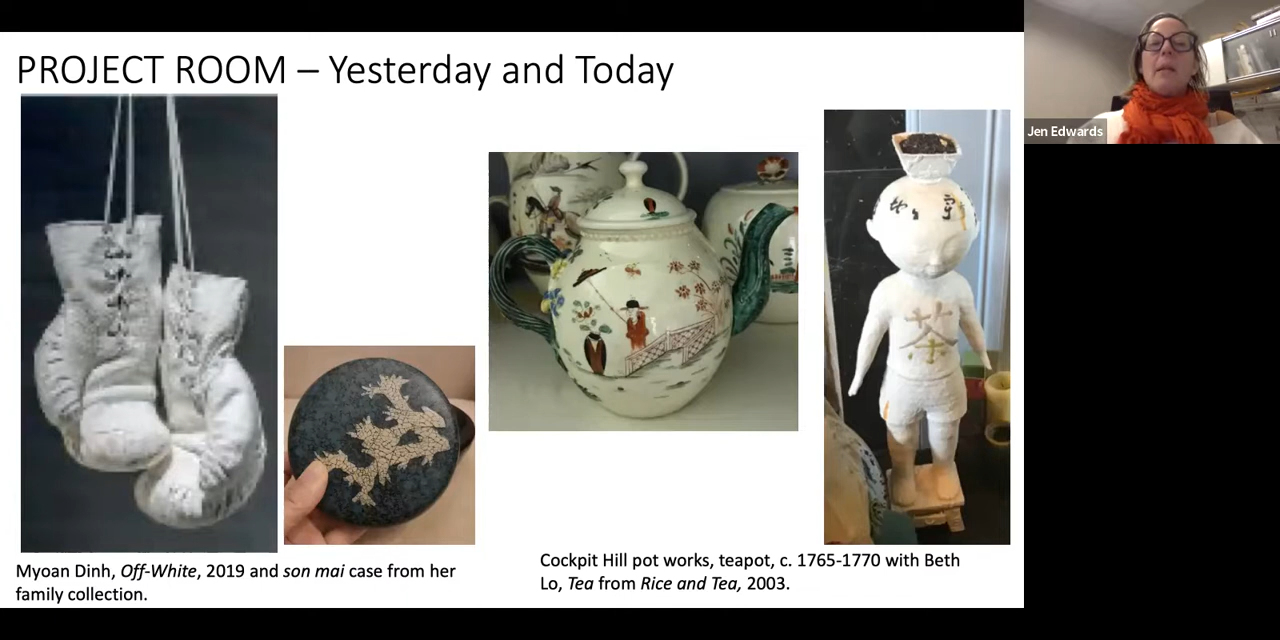 PROJECT ROOM – Yesterday and Today
Jen Edwards
茶
Myoan Dinh, Off-White, 2019 and son mai case from her
family collection.
Cockpit Hill pot works, teapot, c. 1765-1770 with Beth
Lo, Tea from Rice and Tea, 2003.